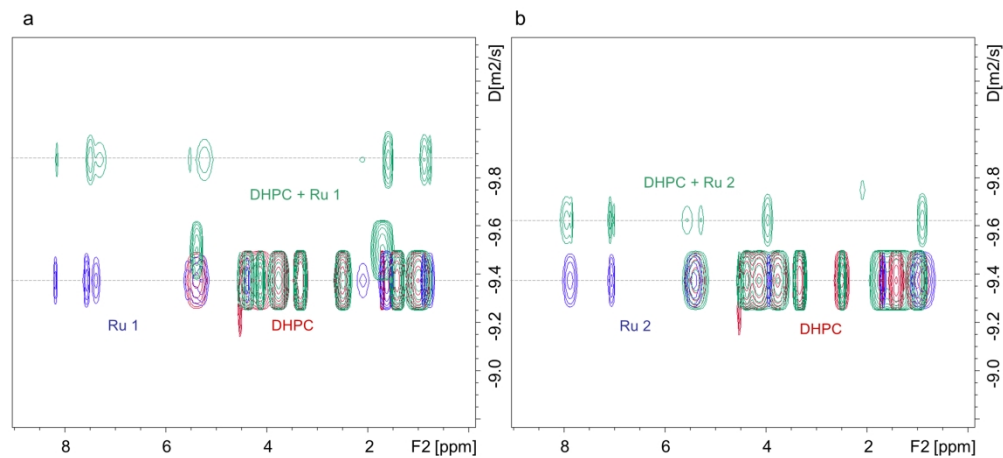 a
D[m2/s]
-9.8
-9.6
-9.4
-9.2
-9.0
DHPC + Ru 1
Ru 1
DHPC
8
6
4
2
F2 [ppm]
b
D[m2/s]
-9.8
-9.6
-9.4
-9.2
-9.0
DHPC + Ru 2
Ru 2
DHPC
8
6
4
2
F2 [ppm]